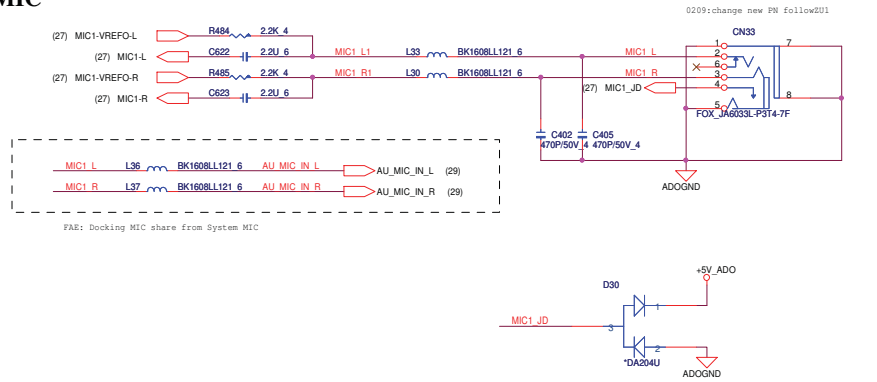 MIC
0209:change new PN followZU1
(27) MIC1-VREFO-L R484 2.2K_4 CN33
(27) MIC1-L C622 2.2U_6 MIC1_L1 L33 BK1608LL121_6 MIC1_L 1 2 7
(27) MIC1-VREFO-R R485 2.2K_4 MIC1_R1 L30 BK1608LL121_6 MIC1_R 6 3
(27) MIC1-R C623 2.2U_6 (27) MIC1_JD 4 8
5
FOX_JA6033L-P3T4-7F
C402 C405
470P/50V_4 470P/50V_4
ADOGND
MIC1_L L36 BK1608LL121_6 AU_MIC_IN_L AU_MIC_IN_L (29)
MIC1_R L37 BK1608LL121_6 AU_MIC_IN_R AU_MIC_IN_R (29)
FAE: Docking MIC share from System MIC
+5V_ADO
D30
1
MIC1_JD 3
2
*DA204U
ADOGND